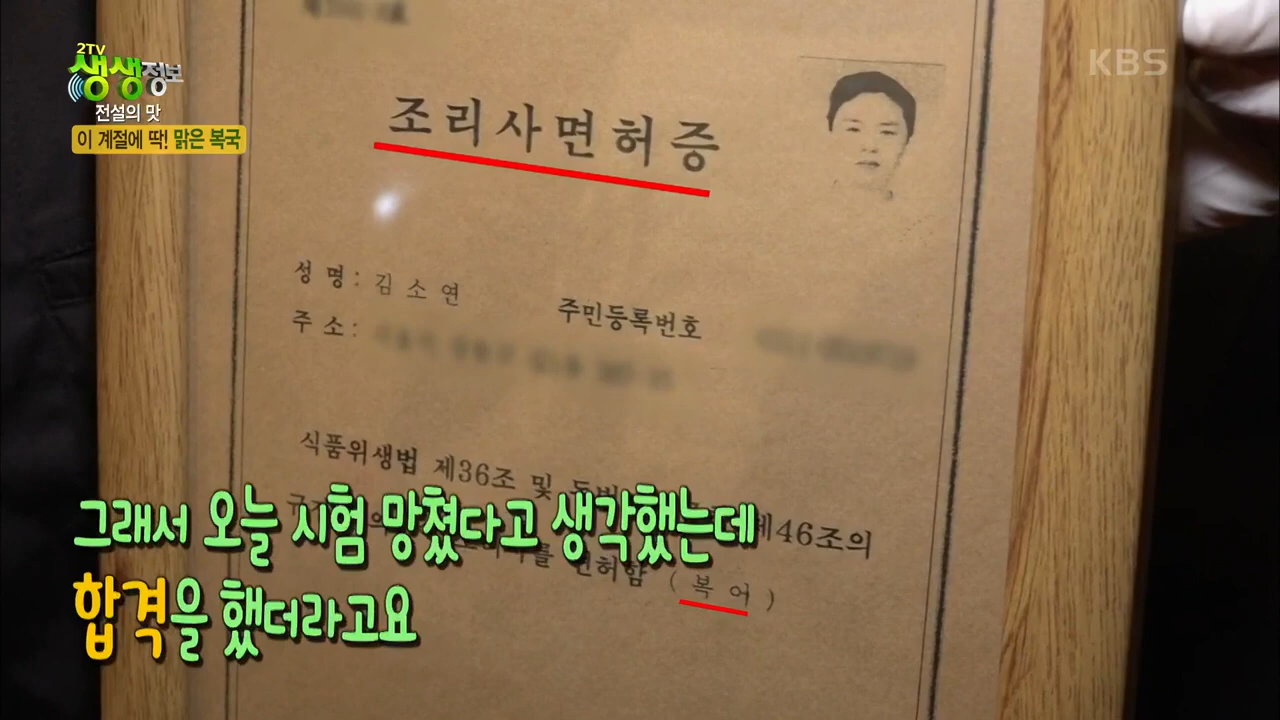 2TV
생생정보
전설의 맛
이 계절에 딱! 맑은 복국
KBS
조리사면허증
성 명: 김소연
주민등록번호
주 소:
식품위생법 제36조 및
제46조의
면허함 ( 복 어 )
그래서 오늘 시험 망쳤다고 생각했는데
합격을 했더라고요